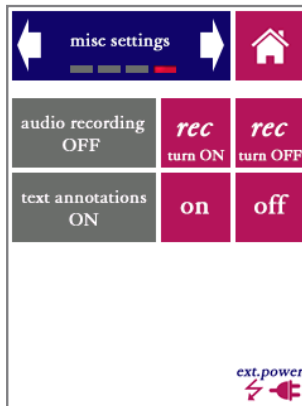 misc settings
audio recording
OFF
rec
turn ON
rec
turn OFF
text annotations
ON
on
off
ext.power